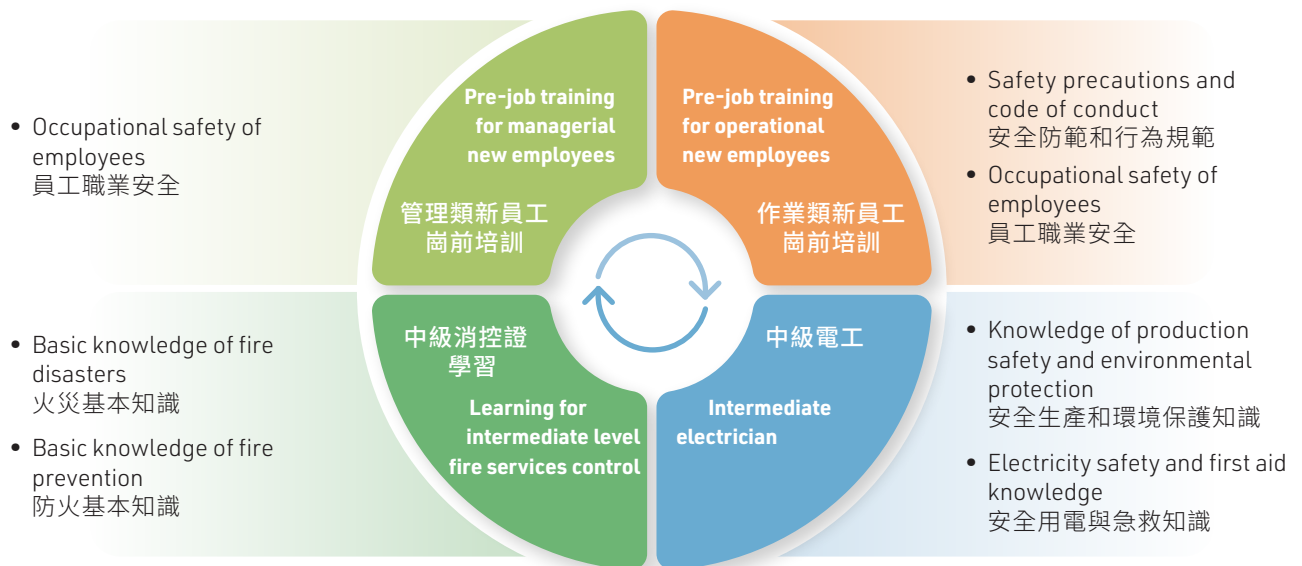 • Occupational safety of
employees
員工職業安全
Pre-job training
for managerial
new employees
管理類新員工
崗前培訓
Pre-job training
for operational
new employees
作業類新員工
崗前培訓
• Safety precautions and
code of conduct
安全防範和行為規範
• Occupational safety of
employees
員工職業安全
• Basic knowledge of fire
disasters
火災基本知識
• Basic knowledge of fire
prevention
防火基本知識
中級消控證
學習
Learning for
intermediate level
fire services control
中級電工
Intermediate
electrician
• Knowledge of production
safety and environmental
protection
安全生產和環境保護知識
• Electricity safety and first aid
knowledge
安全用電與急救知識